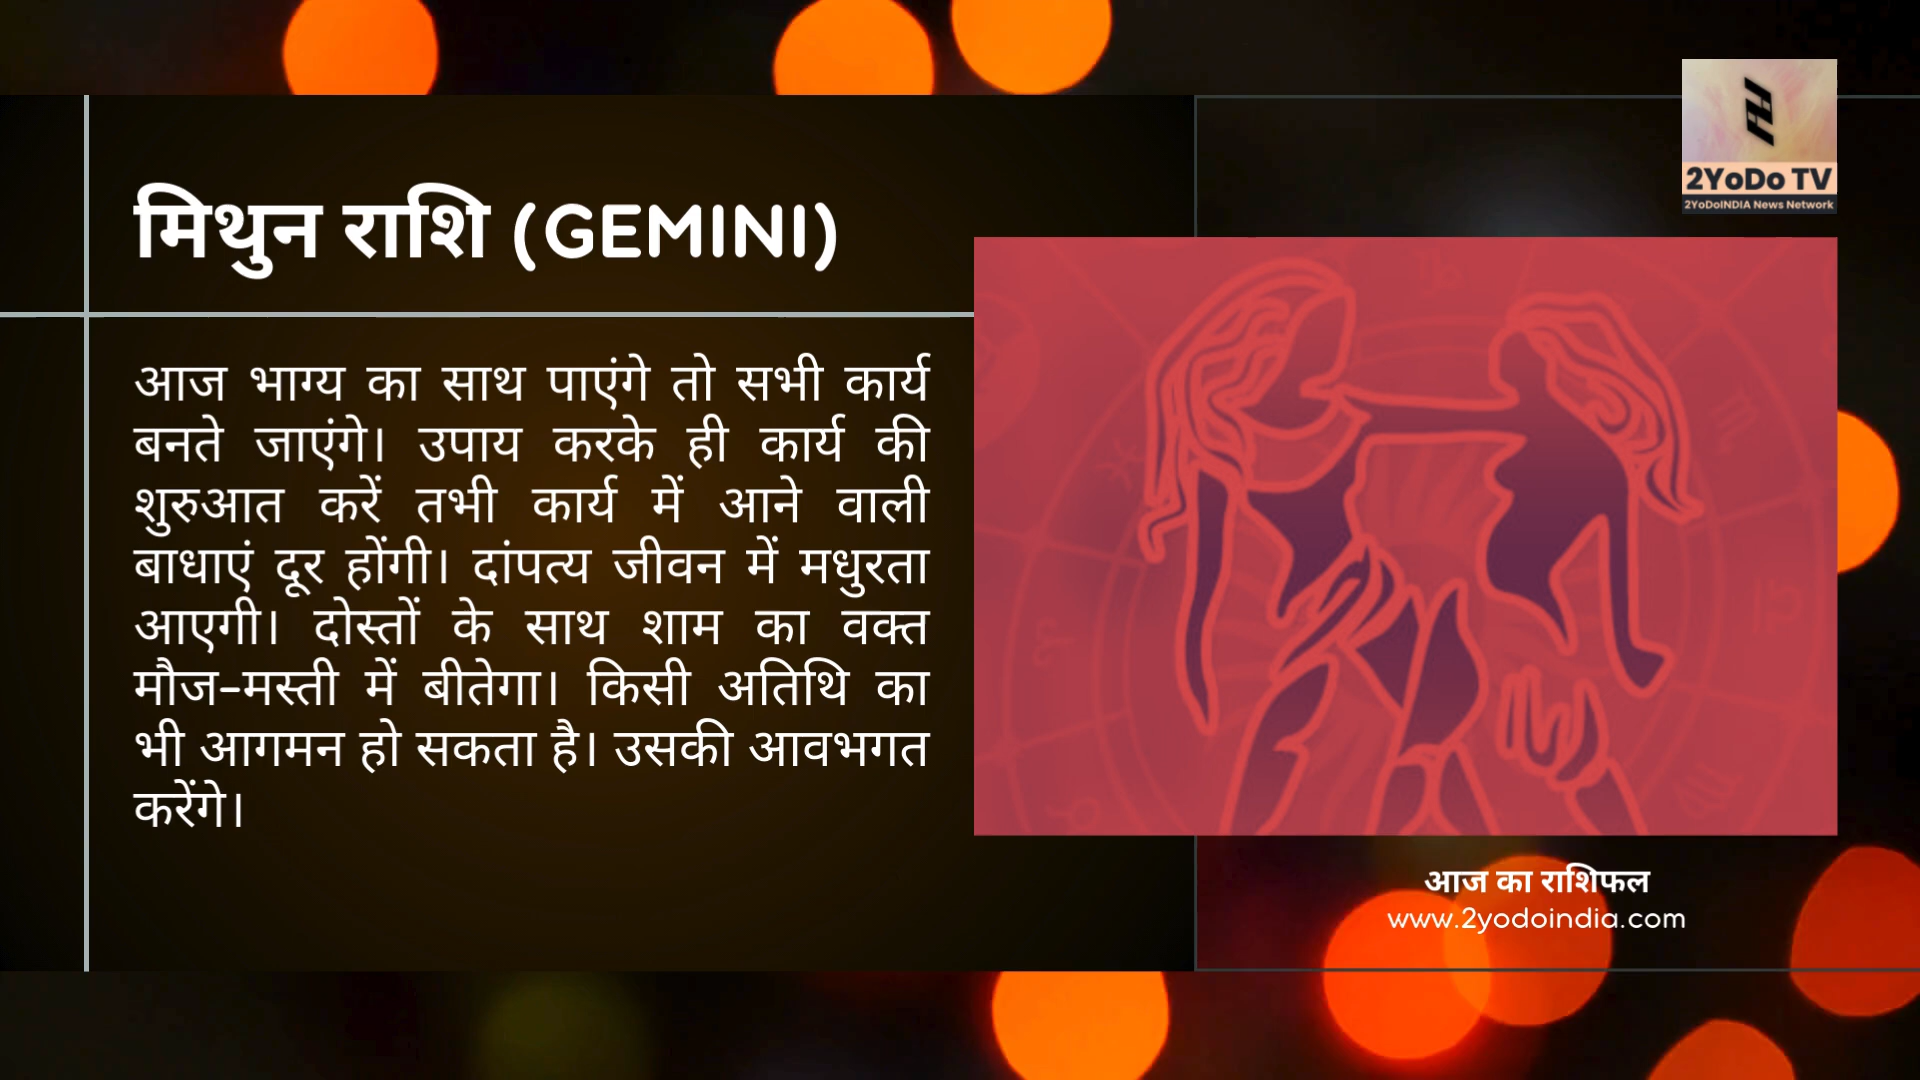 2YoDo TV
2YoDoINDIA News Network
मिथुन राशि (GEMINI)
आज भाग्य का साथ पाएंगे तो सभी कार्य
बनते जाएंगे। उपाय करके ही कार्य की
शुरुआत करें तभी कार्य में आने वाली
बाधाएं दूर होंगी। दांपत्य जीवन में मधुरता
आएगी। दोस्तों के साथ शाम का वक्त
मौज-मस्ती में बीतेगा। किसी अतिथि का
भी आगमन हो सकता है। उसकी आवभगत
करेंगे।
आज का राशिफल
www.2yodoindia.com